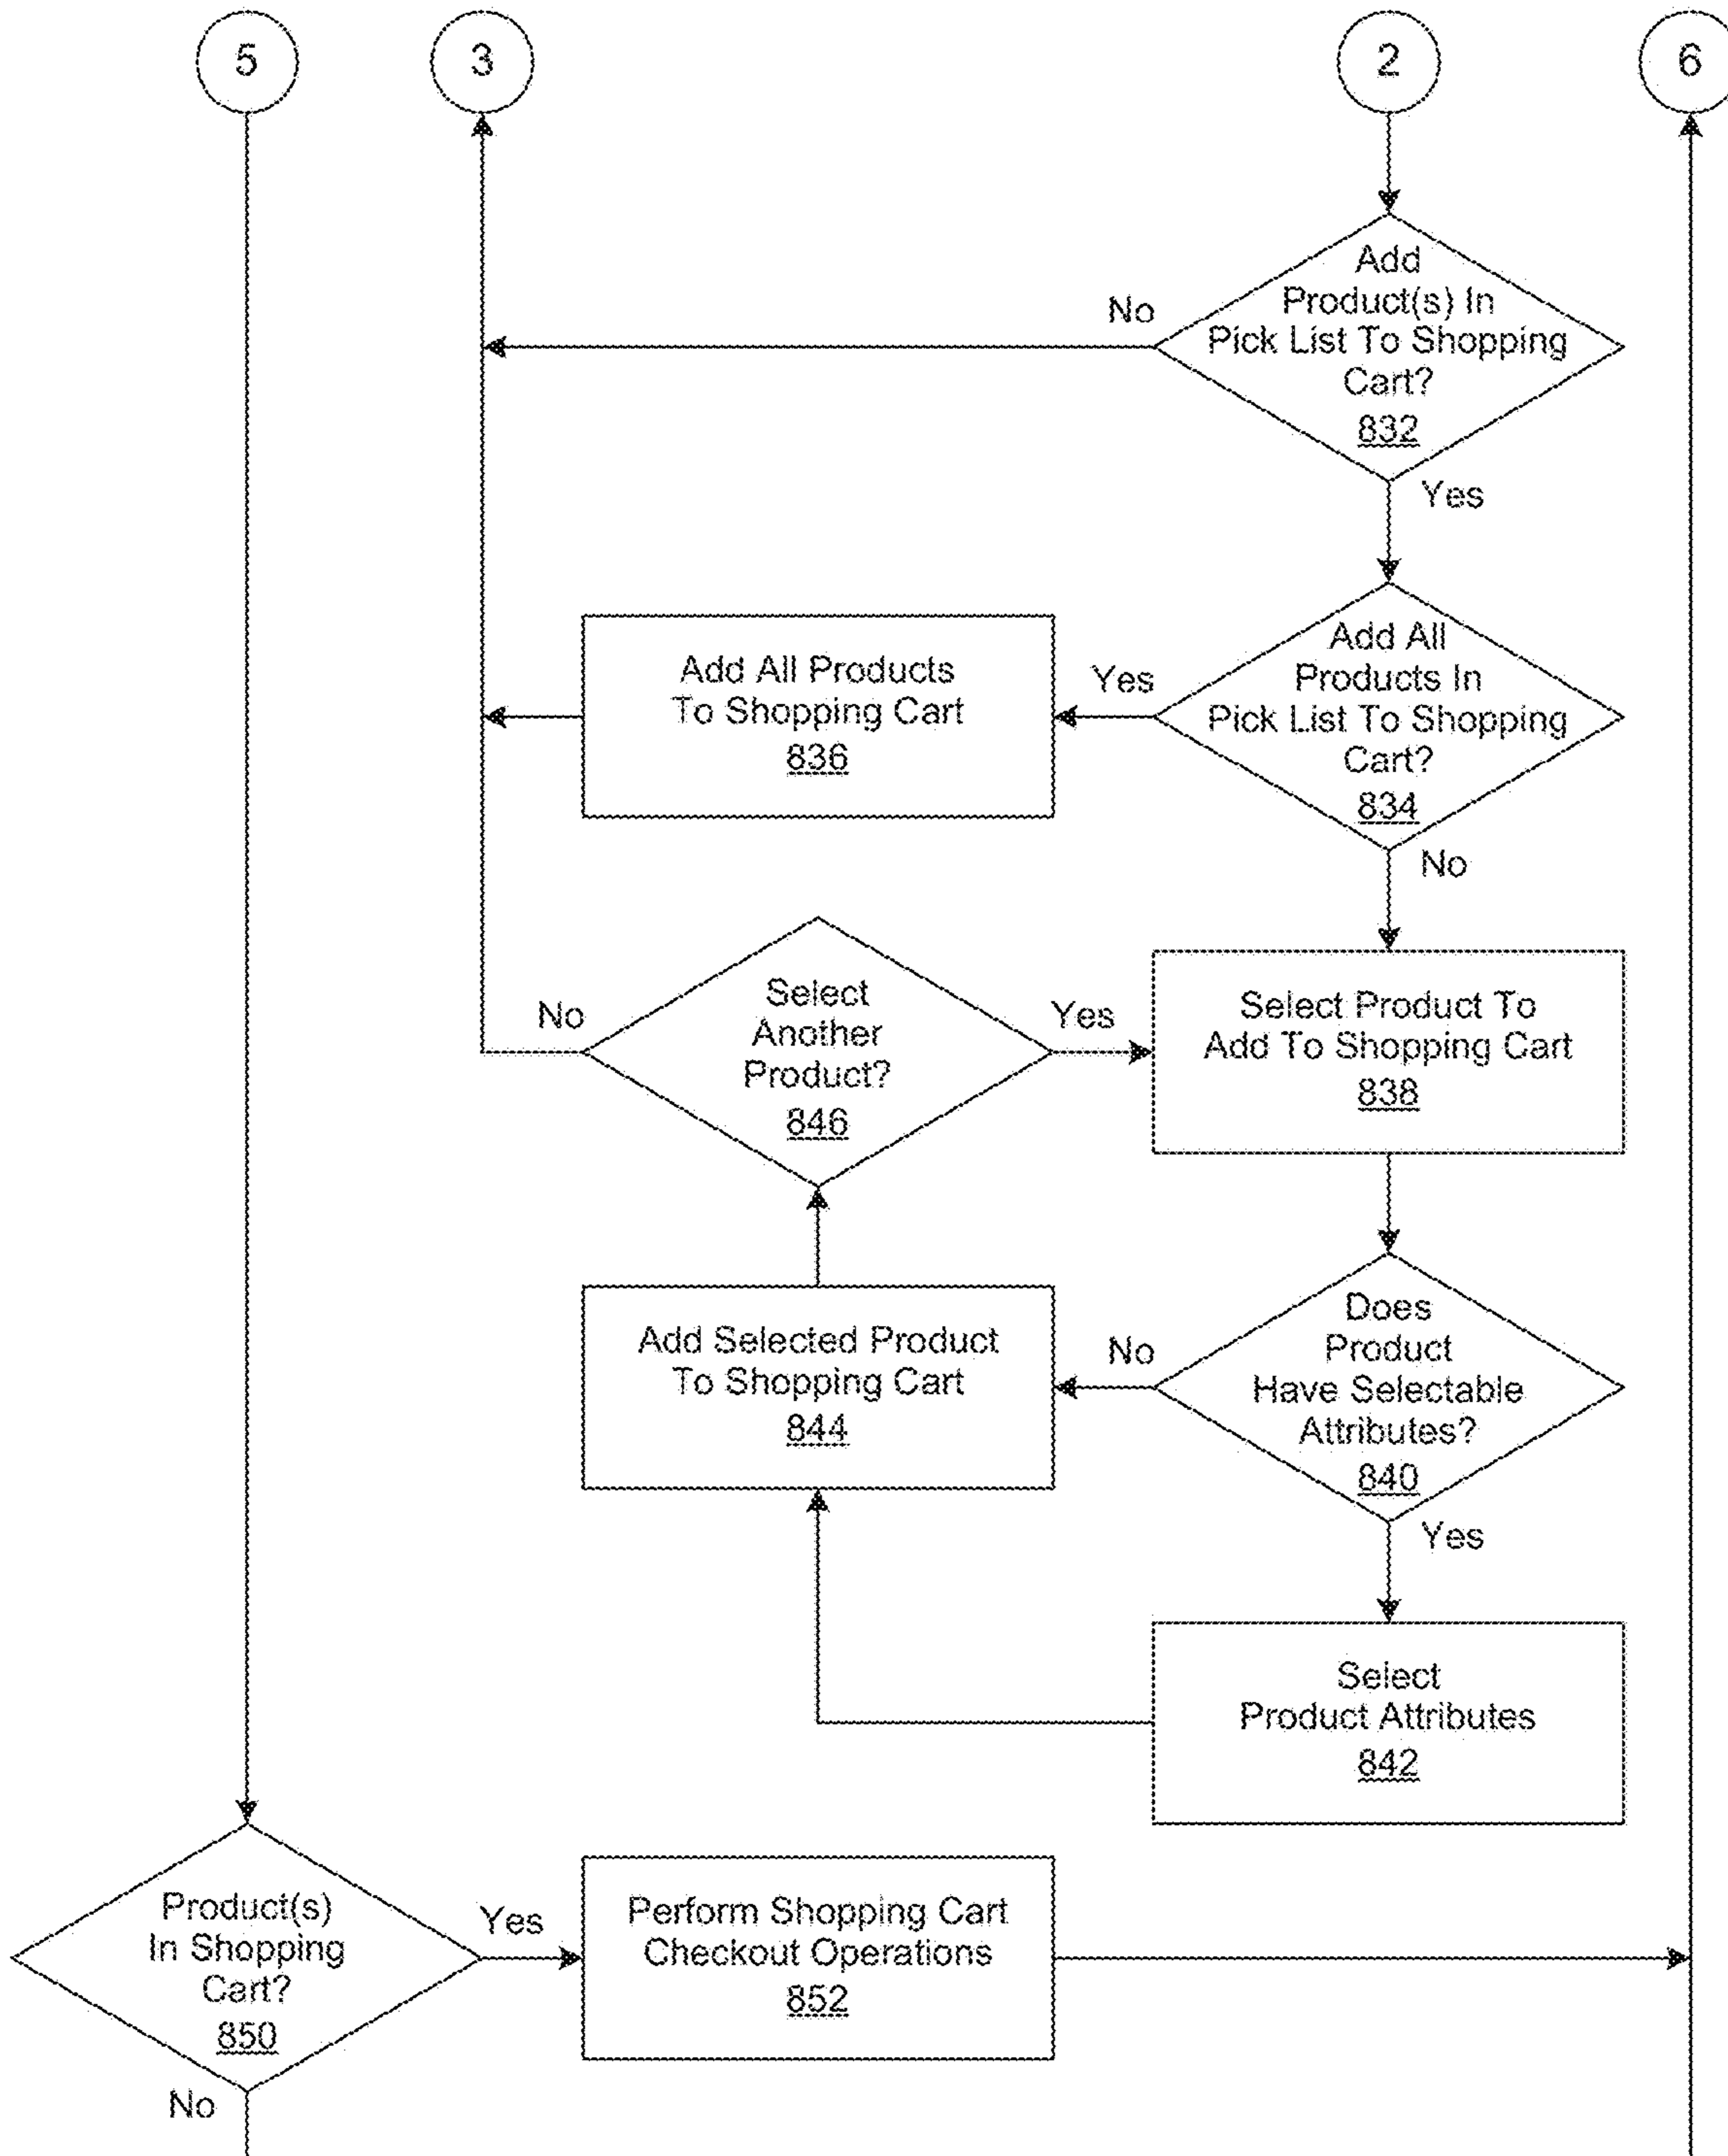 5
3
2
6
Add
Product(s) In
Pick List To Shopping
Cart?
832
No
Yes
Add All
Products In
Pick List To Shopping
Cart?
834
Yes
No
Add All Products
To Shopping Cart
836
Select
Another
Product?
846
No
Yes
Select Product To
Add To Shopping Cart
838
Add Selected Product
To Shopping Cart
844
No
Does
Product
Have Selectable
Attributes?
840
Yes
Select
Product Attributes
842
Product(s)
In Shopping
Cart?
850
Yes
No
Perform Shopping Cart
Checkout Operations
852